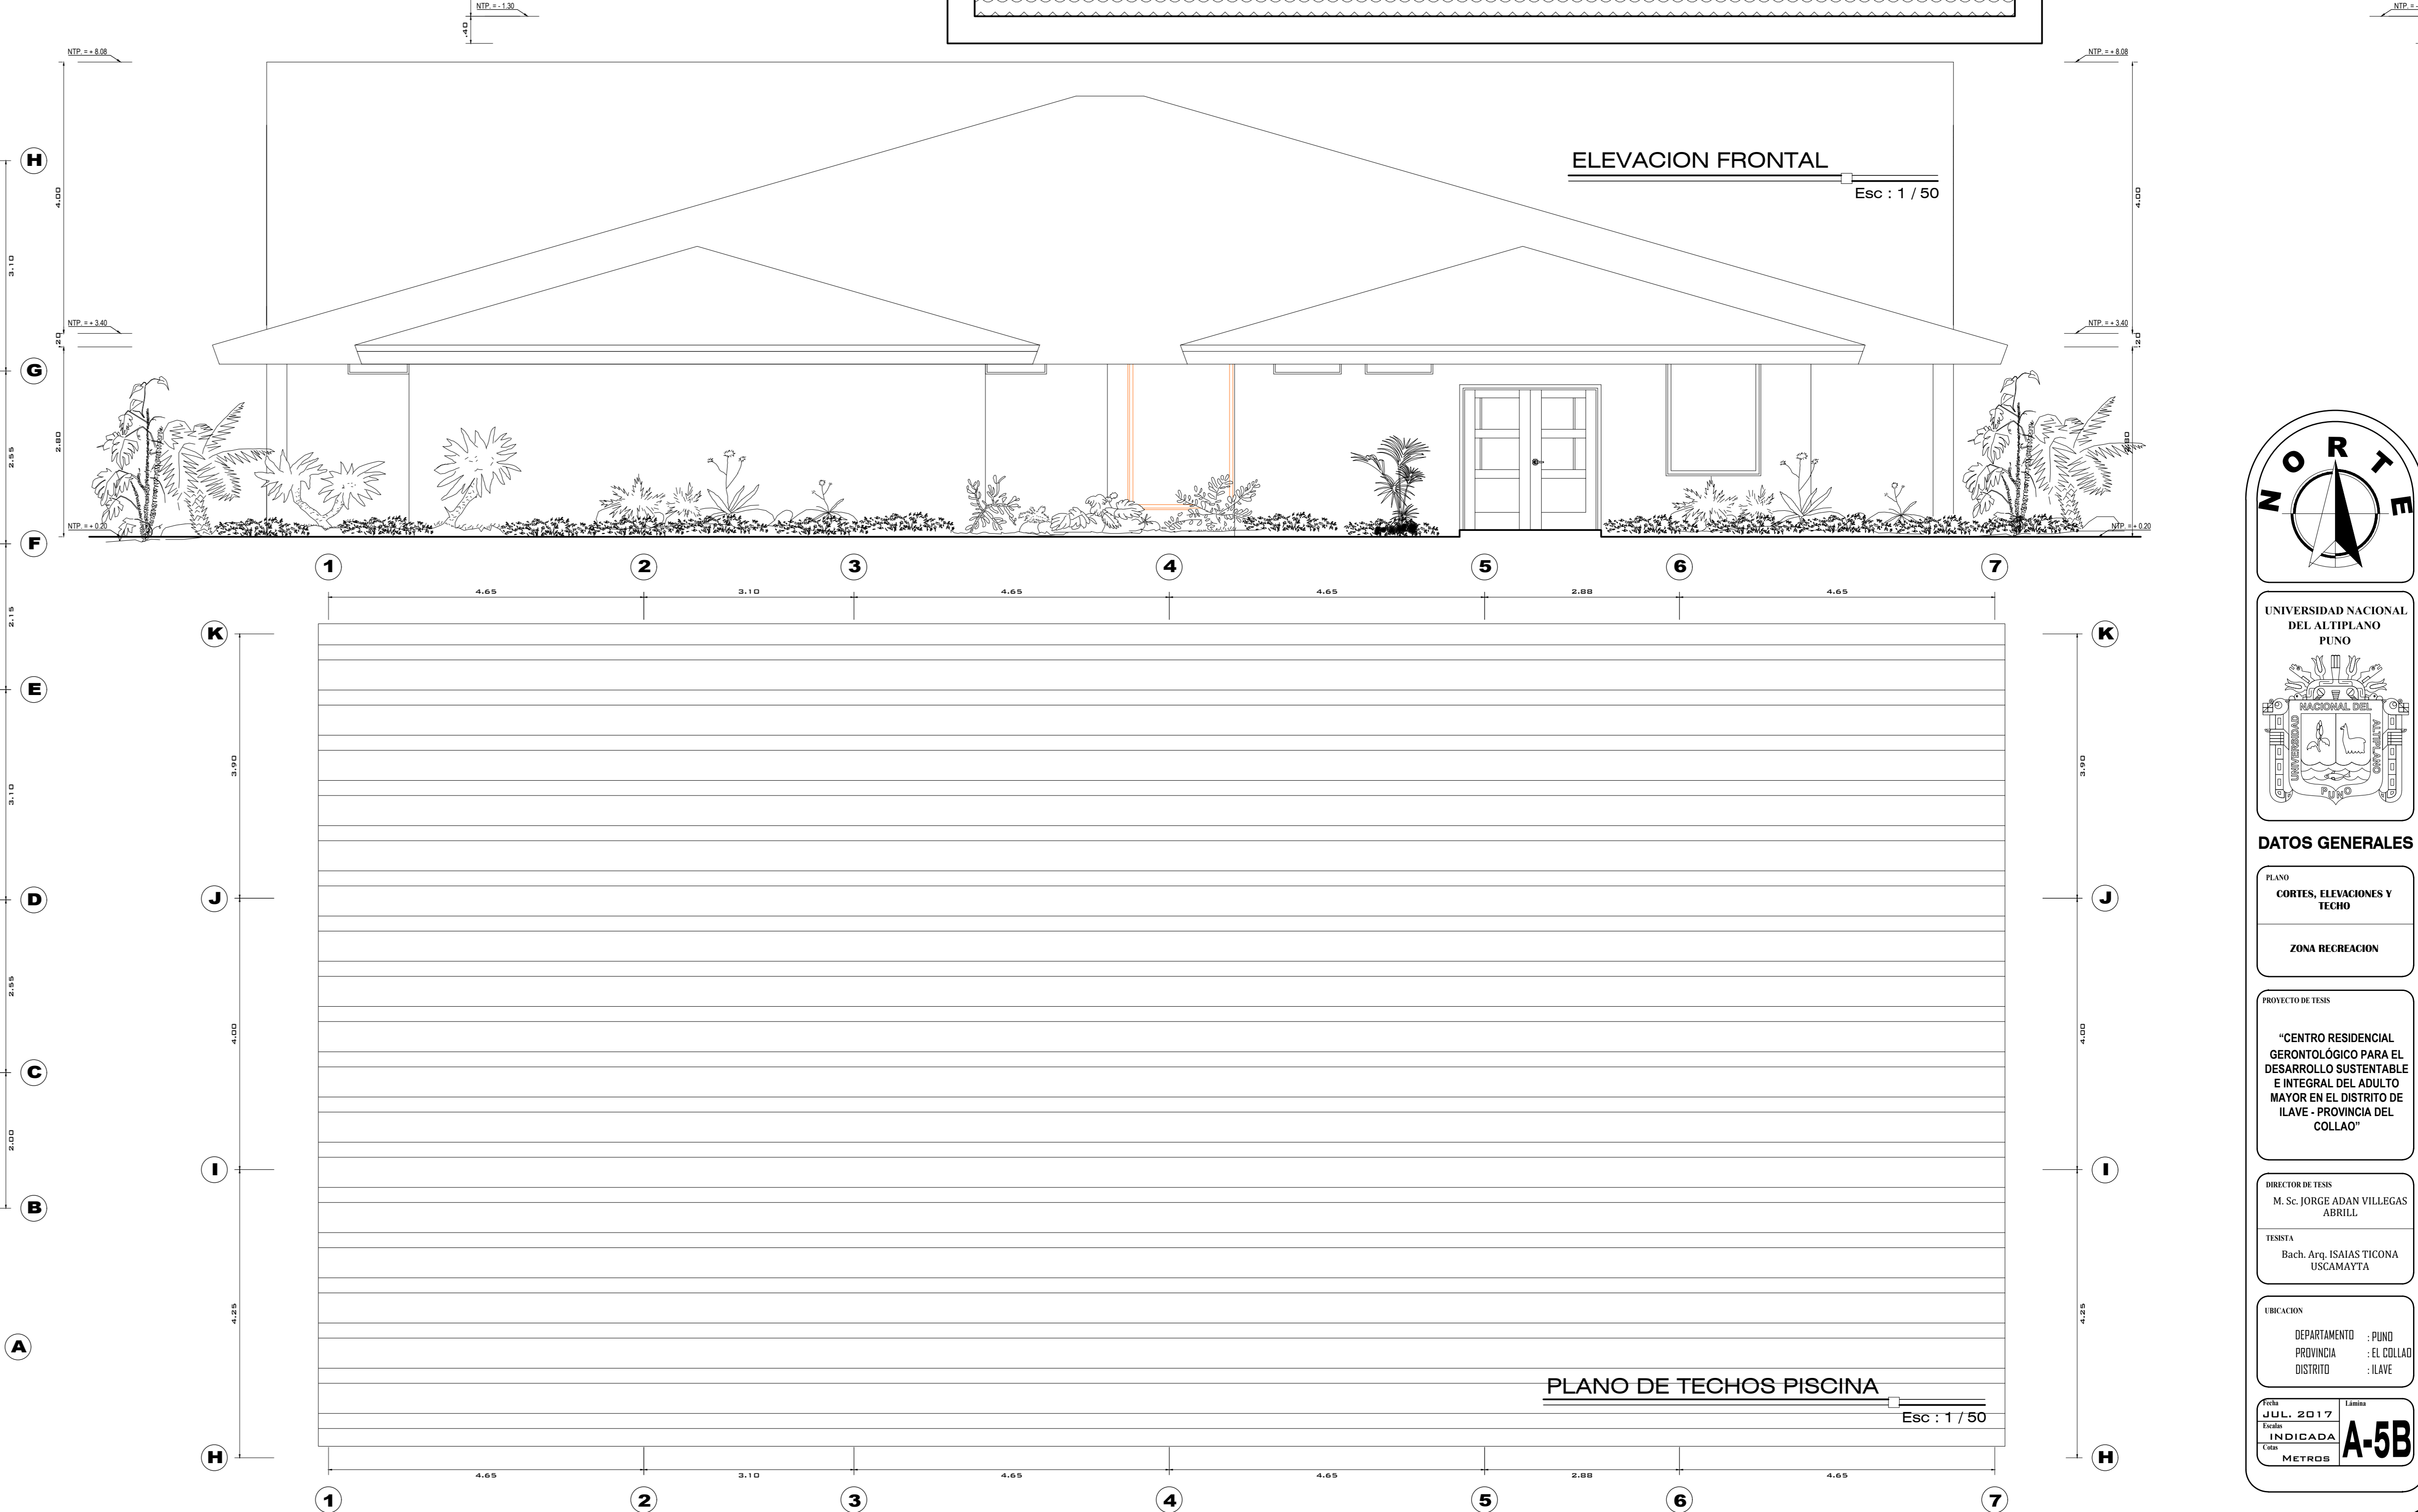 NTP. = - 1.30
.40
NTP. = -
NTP. = + 8.08
NTP. = + 8.08
ELEVACION FRONTAL
Esc : 1 / 50
4.00
4.00
NTP. = + 3.40
NTP. = + 3.40
.20
.20
2.80
2.80
NTP. = + 0.20
NTP. = + 0.20
H
3.10
G
2.55
F
2.15
E
3.10
D
2.55
C
2.00
B
A
1 2 3 4 5 6 7
4.65 3.10 4.65 4.65 2.88 4.65
K K
3.90 3.90
J J
4.00 4.00
I I
4.25 4.25
PLANO DE TECHOS PISCINA
Esc : 1 / 50
H H
4.65 3.10 4.65 4.65 2.88 4.65
1 2 3 4 5 6 7
NORTE
UNIVERSIDAD NACIONAL
DEL ALTIPLANO
PUNO
NACIONAL DEL
UNIVERSIDAD
ALTIPLANO
PUNO
DATOS GENERALES
PLANO
CORTES, ELEVACIONES Y
TECHO
ZONA RECREACION
PROYECTO DE TESIS
“CENTRO RESIDENCIAL
GERONTOLÓGICO PARA EL
DESARROLLO SUSTENTABLE
E INTEGRAL DEL ADULTO
MAYOR EN EL DISTRITO DE
ILAVE - PROVINCIA DEL
COLLAO”
DIRECTOR DE TESIS
M. Sc. JORGE ADAN VILLEGAS
ABRILL
TESISTA
Bach. Arq. ISAIAS TICONA
USCAMAYTA
UBICACION
DEPARTAMENTO : PUNO
PROVINCIA : EL COLLAO
DISTRITO : ILAVE
Fecha
JUL. 2017
Escalas
INDICADA
Cotas
METROS
Lámina
A-5B